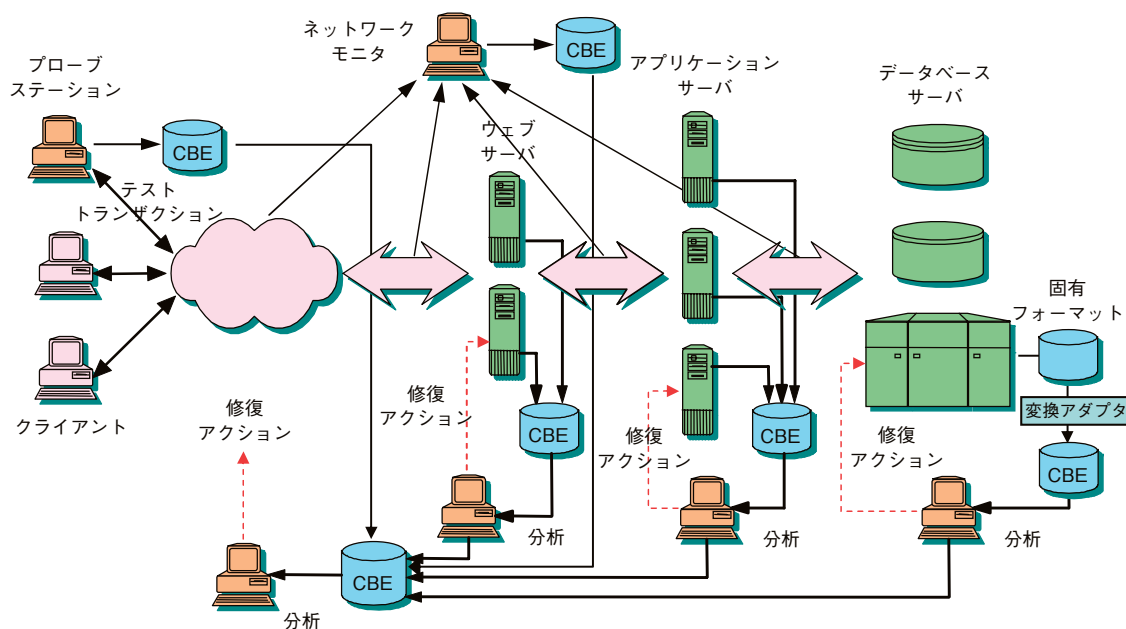 ネットワーク
モニタ
CBE
プローブ
ステーション
CBE
アプリケーション
サーバ
データベース
サーバ
ウェブ
サーバ
テスト
トランザクション
固有
フォーマット
変換アダプタ
クライアント
修復
アクション
修復
アクション
CBE
修復
アクション
CBE
修復
アクション
CBE
分析
分析
分析
CBE
分析